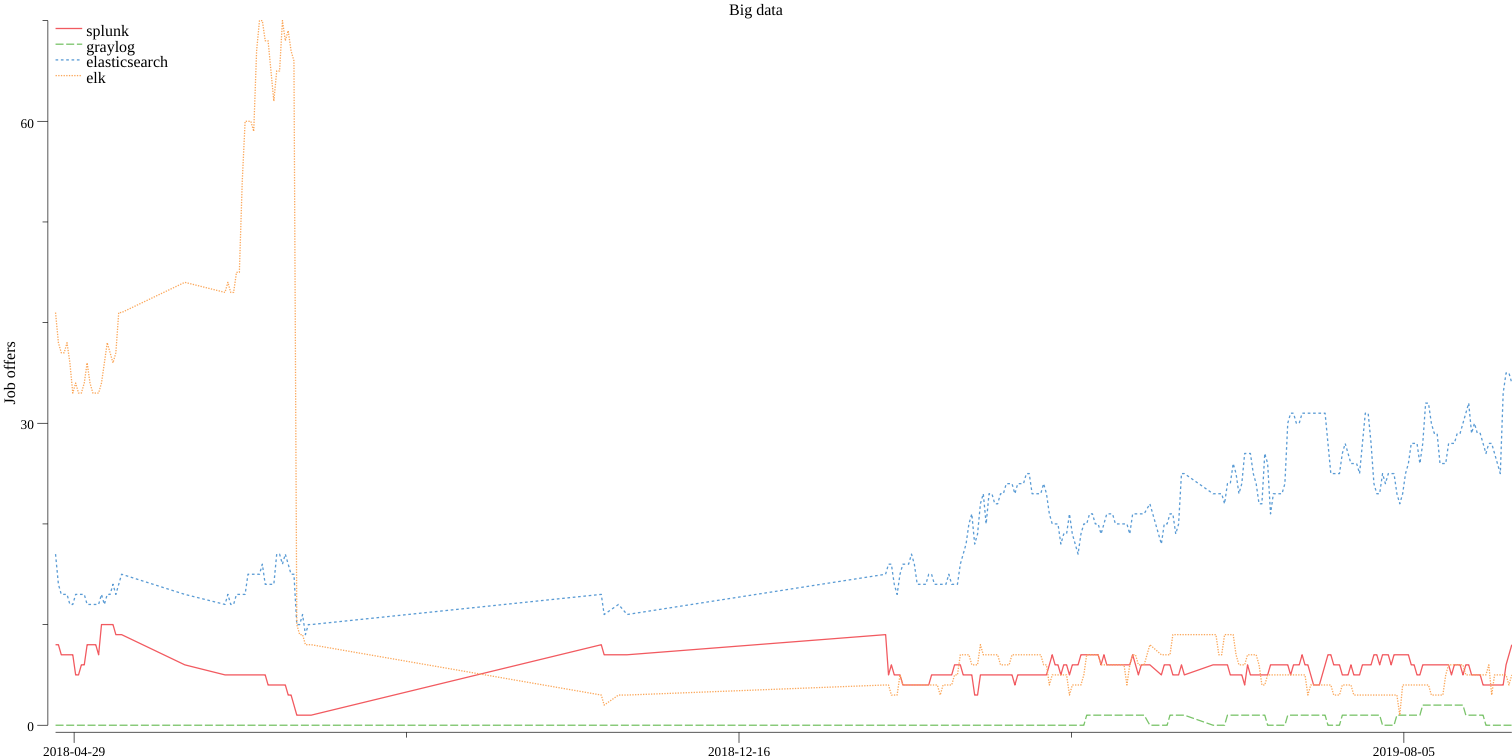 Big data
splunk
graylog
elasticsearch
elk
Job offers
60
30
0
2018-04-29
2018-12-16
2019-08-05